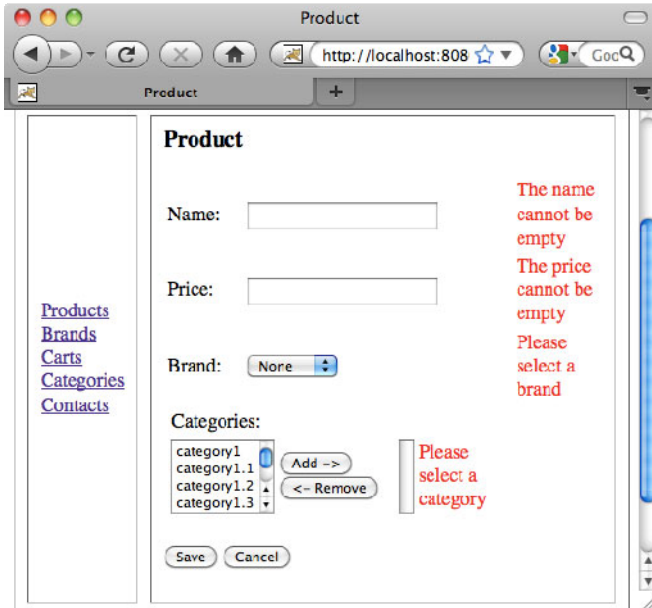 Product
http://localhost:808
Goo
Product
+
Product
Name:
The name
cannot be
empty
Price:
The price
cannot be
empty
Products
Brands
Carts
Categories
Contacts
Brand:
None
Please
select a
brand
Categories:
category1
category1.1
category1.2
category1.3
Add ->
<- Remove
Please
select a
category
Save
Cancel